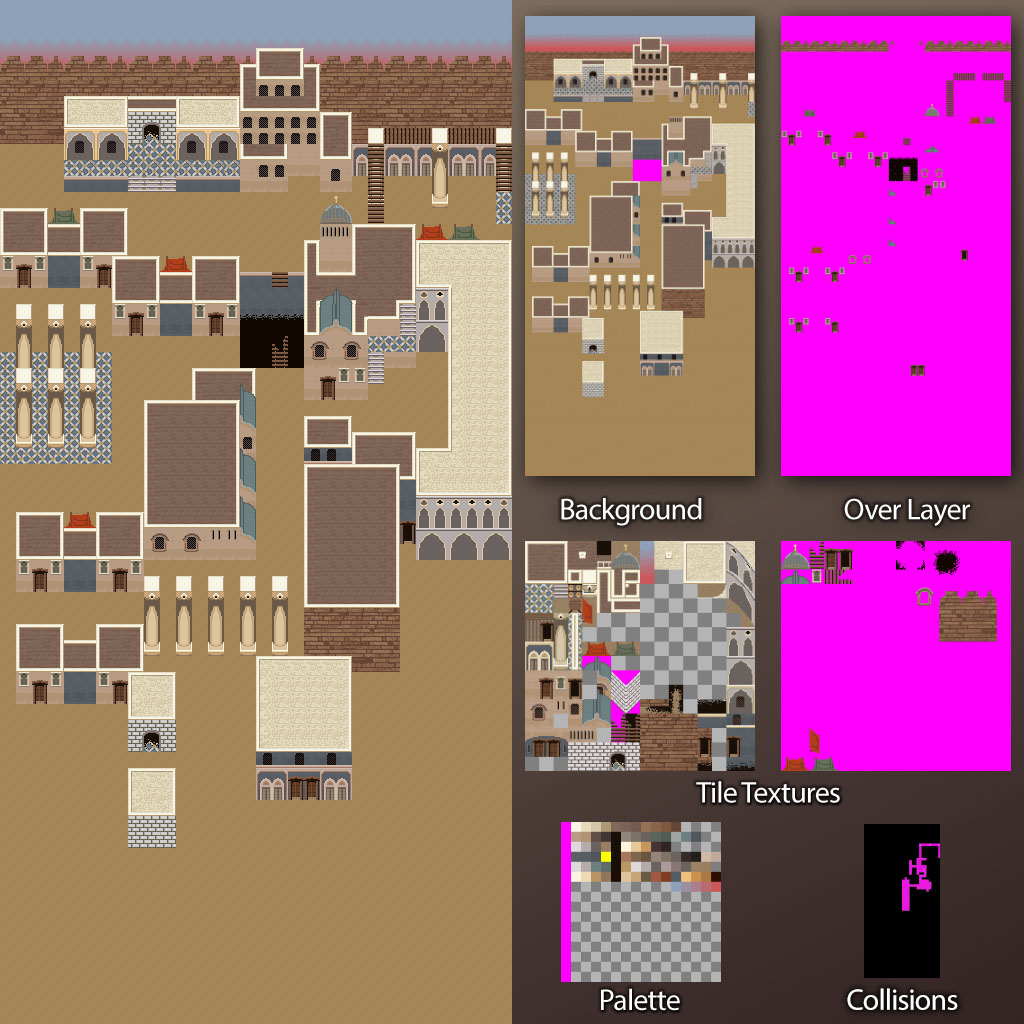 Background
Over Layer
Tile Textures
Palette
Collisions